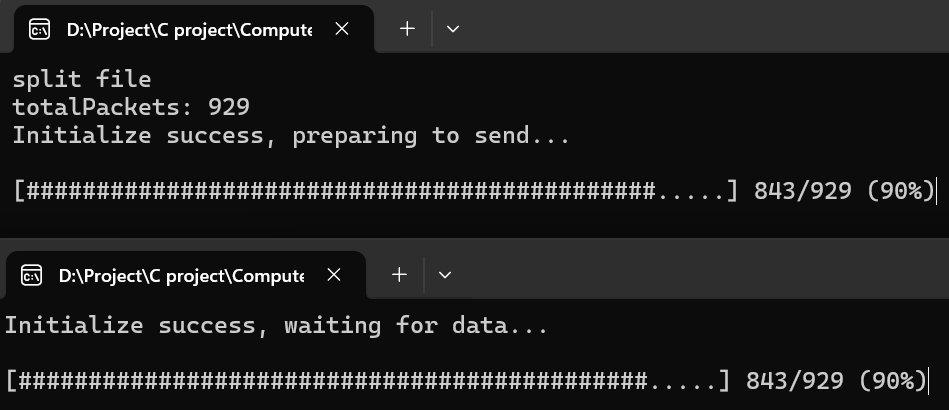 D:\Project\C project\Compute
split file
totalPackets: 929
Initialize success, preparing to send...
[#############################################.....] 843/929 (90%)
D:\Project\C project\Compute
Initialize success, waiting for data...
[#############################################.....] 843/929 (90%)